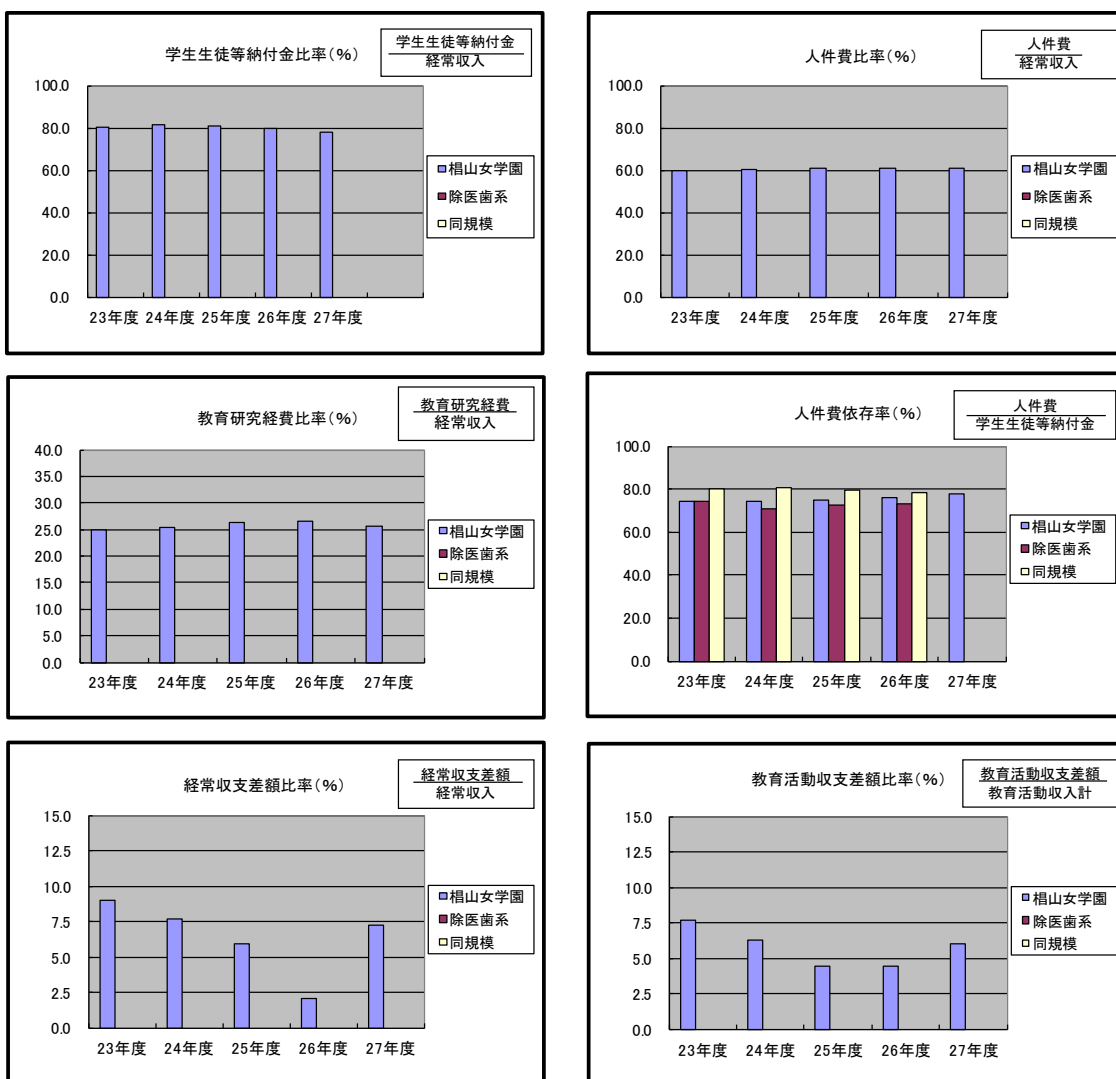 学生生徒等納付金比率(%)
学生生徒等納付金
経常収入
100.0
80.0
60.0
40.0
20.0
0.0
23年度 24年度 25年度 26年度 27年度
椙山女学園
除医歯系
同規模
人件費比率(%)
人件費
経常収入
100.0
80.0
60.0
40.0
20.0
0.0
23年度 24年度 25年度 26年度 27年度
椙山女学園
除医歯系
同規模
教育研究経費比率(%)
教育研究経費
経常収入
40.0
35.0
30.0
25.0
20.0
15.0
10.0
5.0
0.0
23年度 24年度 25年度 26年度 27年度
椙山女学園
除医歯系
同規模
人件費依存率(%)
人件費
学生生徒等納付金
100.0
80.0
60.0
40.0
20.0
0.0
23年度 24年度 25年度 26年度 27年度
椙山女学園
除医歯系
同規模
経常収支差額比率(%)
経常収支差額
経常収入
15.0
12.5
10.0
7.5
5.0
2.5
0.0
23年度 24年度 25年度 26年度 27年度
椙山女学園
除医歯系
同規模
教育活動収支差額比率(%)
教育活動収支差額
教育活動収入計
15.0
12.5
10.0
7.5
5.0
2.5
0.0
23年度 24年度 25年度 26年度 27年度
椙山女学園
除医歯系
同規模